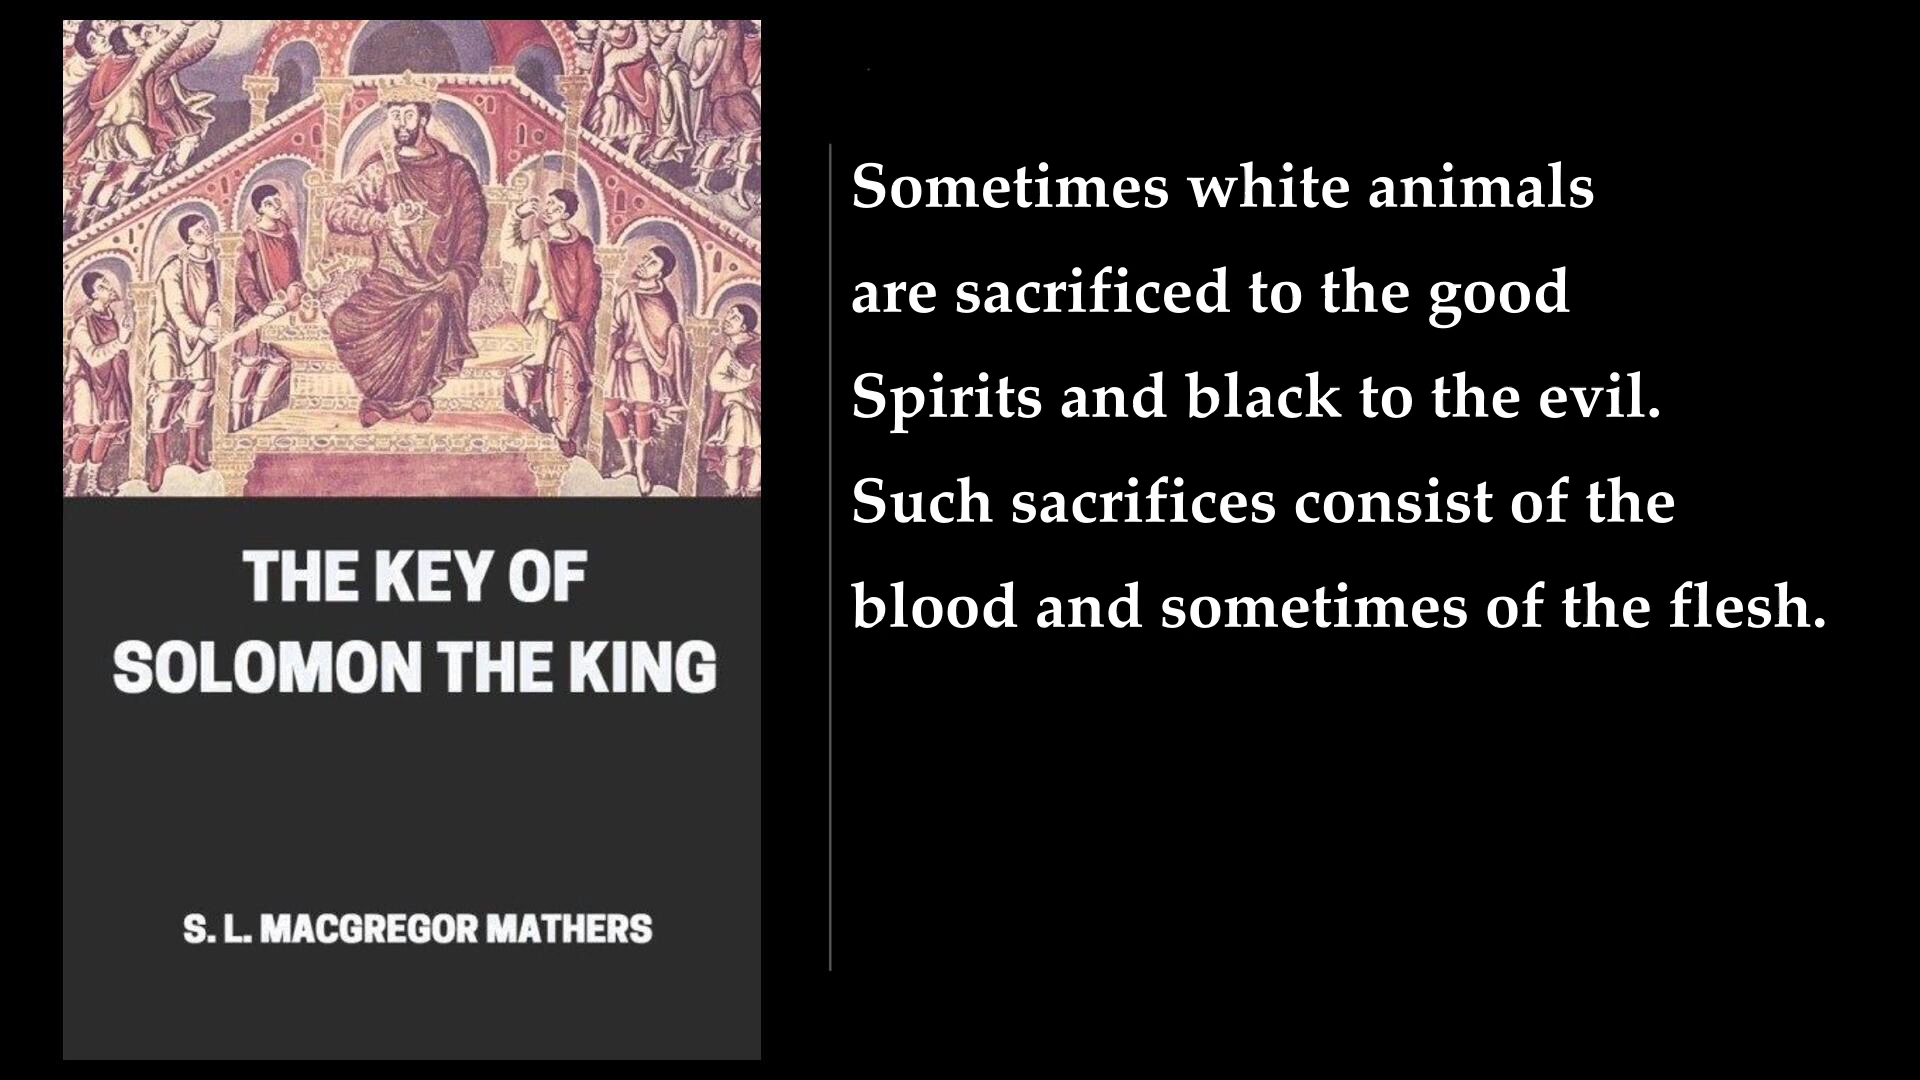 THE KEY OF
SOLOMON THE KING
S. L. MACGREGOR MATHERS
Sometimes white animals
are sacrificed to the good
Spirits and black to the evil.
Such sacrifices consist of the
blood and sometimes of the flesh.